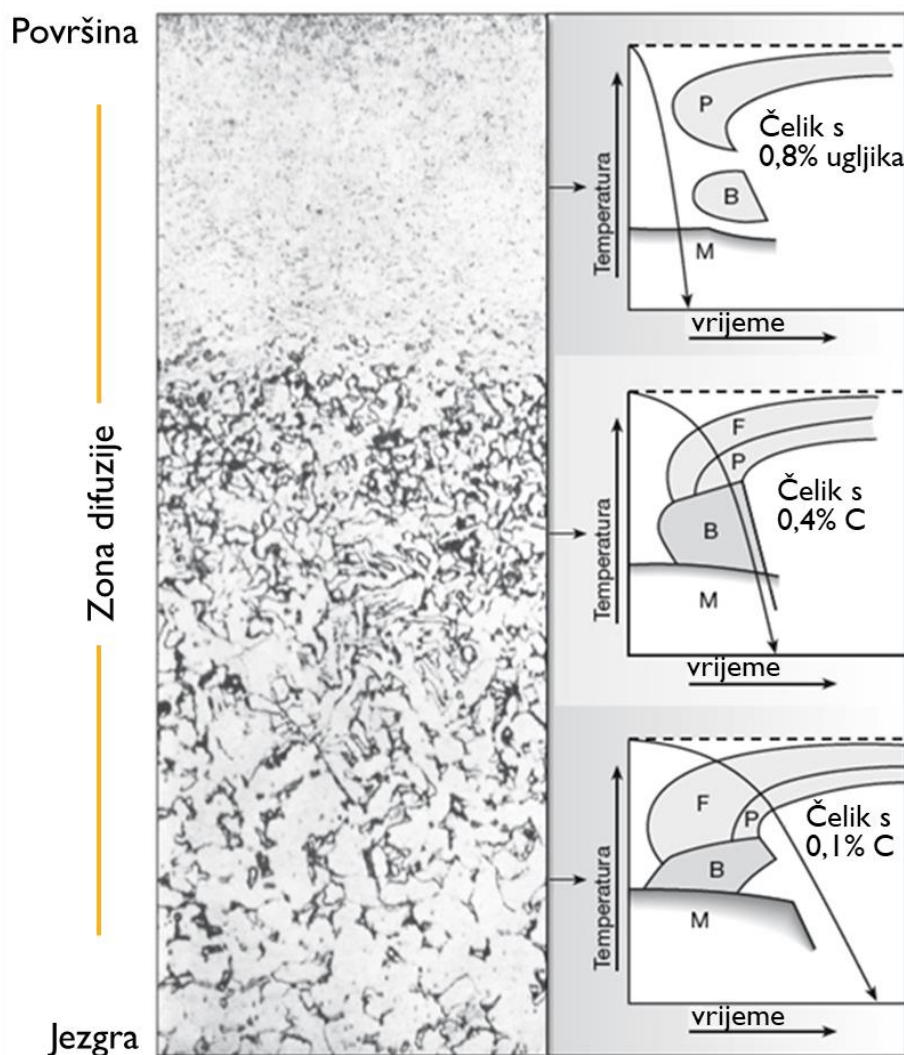 Površina
Zona difuzije
Jezgra
Temperatura
P
B
M
Čelik s
0,8% ugljika
vrijeme
Temperatura
F
P
B
M
Čelik s
0,4% C
vrijeme
Temperatura
F
P
B
M
Čelik s
0,1% C
vrijeme